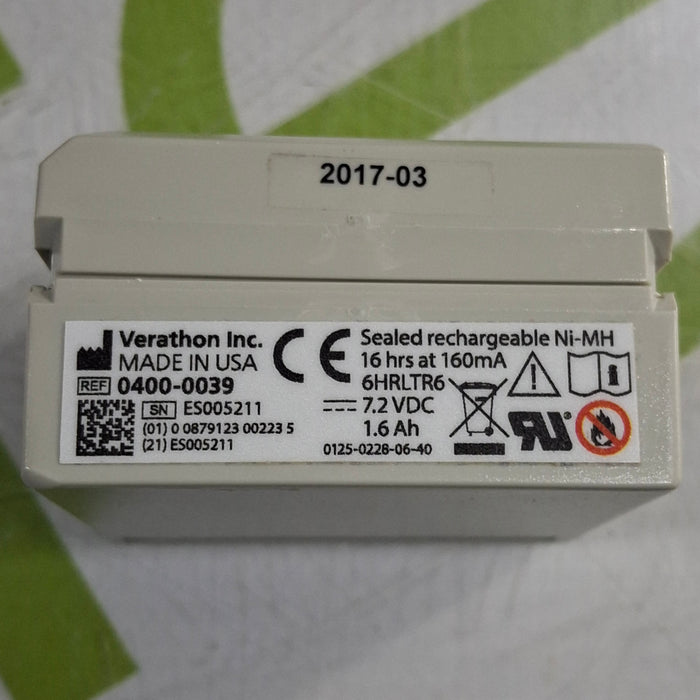 2017-03
Verathon Inc.
MADE IN USA
REF 0400-0039
SN ES005211
(01) 0 0879123 00223 5
(21) ES005211
CE
Sealed rechargeable Ni-MH
16 hrs at 160mA
6HRLTR6
7.2 VDC
1.6 Ah
0125-0228-06-40
i
RU®